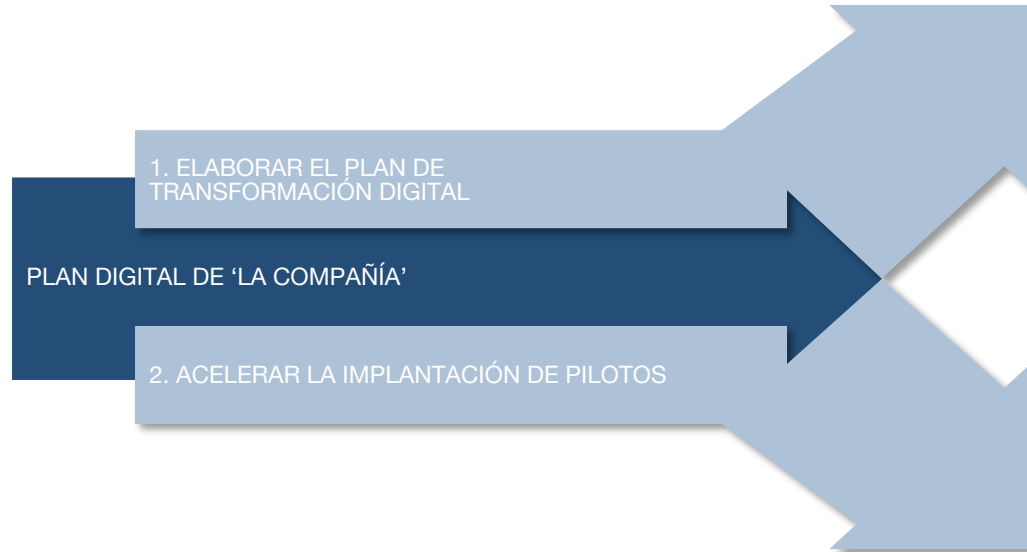 1. ELABORAR EL PLAN DE
TRANSFORMACIÓN DIGITAL
PLAN DIGITAL DE ‘LA COMPAÑÍA’
2. ACELERAR LA IMPLANTACIÓN DE PILOTOS